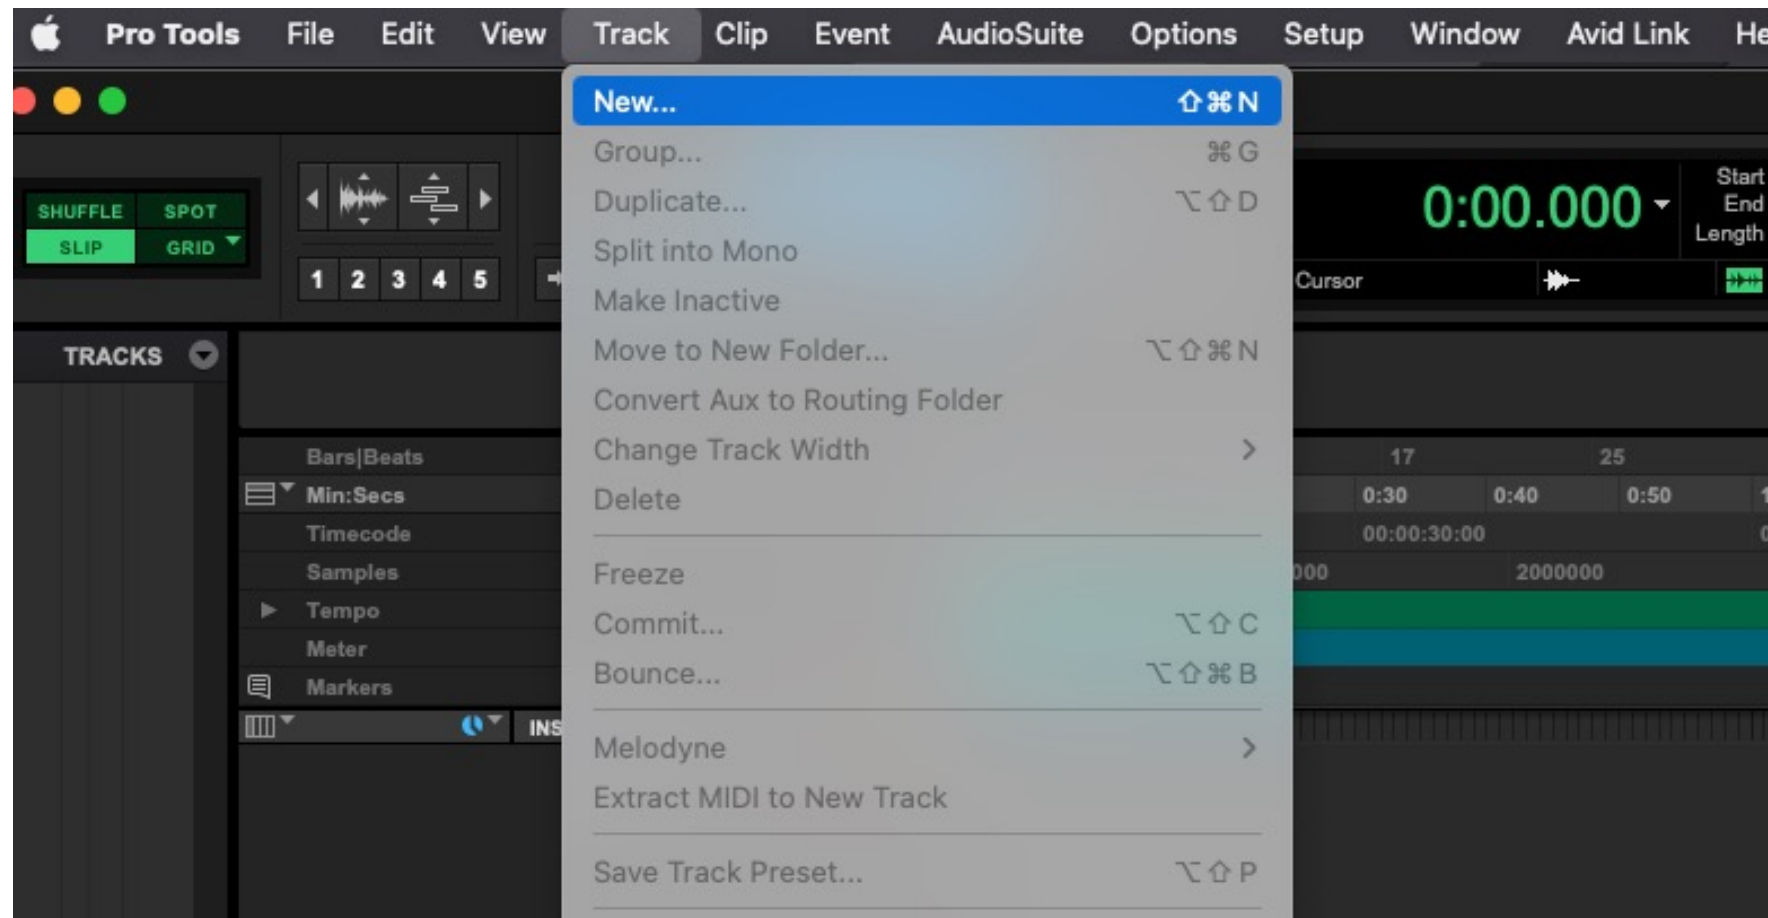 Pro Tools File Edit View Track Clip Event AudioSuite Options Setup Window Avid Link He
New... ⇧⌘N
Group... ⌘G
Duplicate... ⌥⇧D
Split into Mono
Make Inactive
Move to New Folder... ⌥⇧⌘N
Convert Aux to Routing Folder
Change Track Width >
Delete
Freeze
Commit... ⌥⇧C
Bounce... ⌥⇧⌘B
Melodyne >
Extract MIDI to New Track
Save Track Preset... ⌥⇧P
SHUFFLE SPOT
SLIP GRID
1 2 3 4 5
0:00.000
Start
End
Length
Cursor
TRACKS
Bars|Beats 17 25
Min:Secs 0:30 0:40 0:50 1
Timecode 00:00:30:00
Samples 000 2000000
Tempo
Meter
Markers
INS